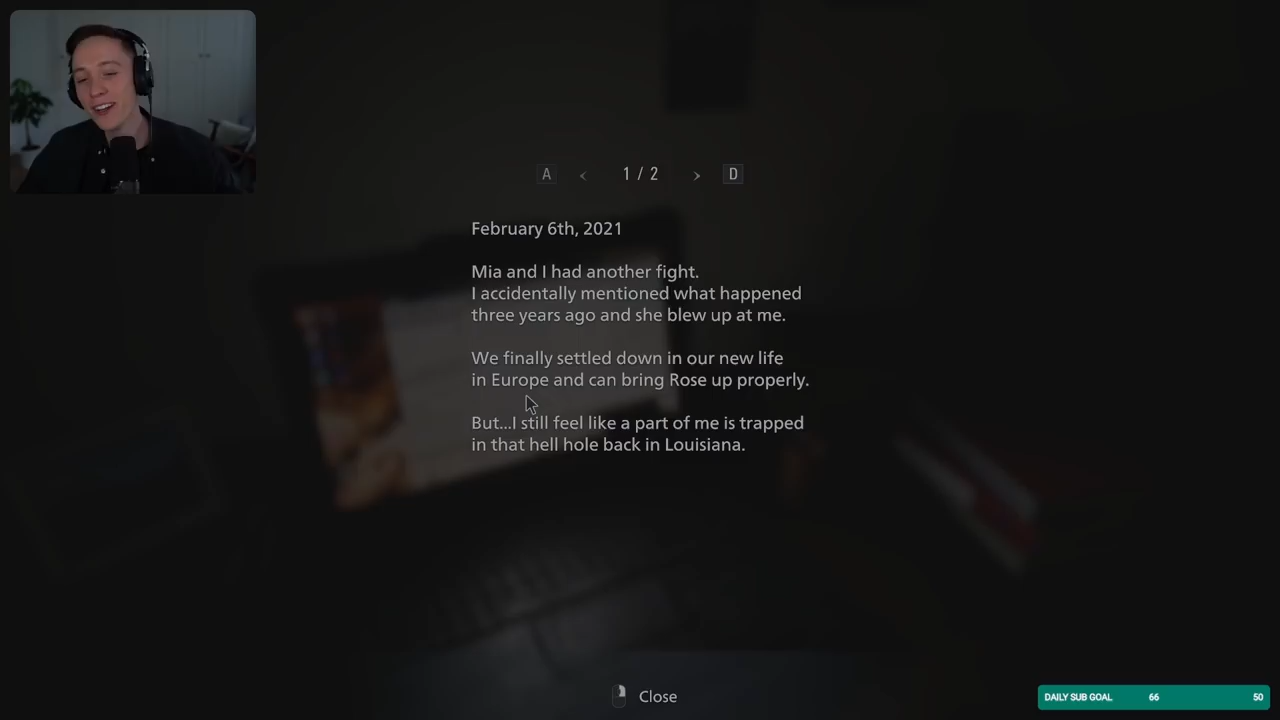 A < 1 / 2 > D
February 6th, 2021
Mia and I had another fight.
I accidentally mentioned what happened
three years ago and she blew up at me.
We finally settled down in our new life
in Europe and can bring Rose up properly.
But...I still feel like a part of me is trapped
in that hell hole back in Louisiana.
Close
DAILY SUB GOAL 66 50